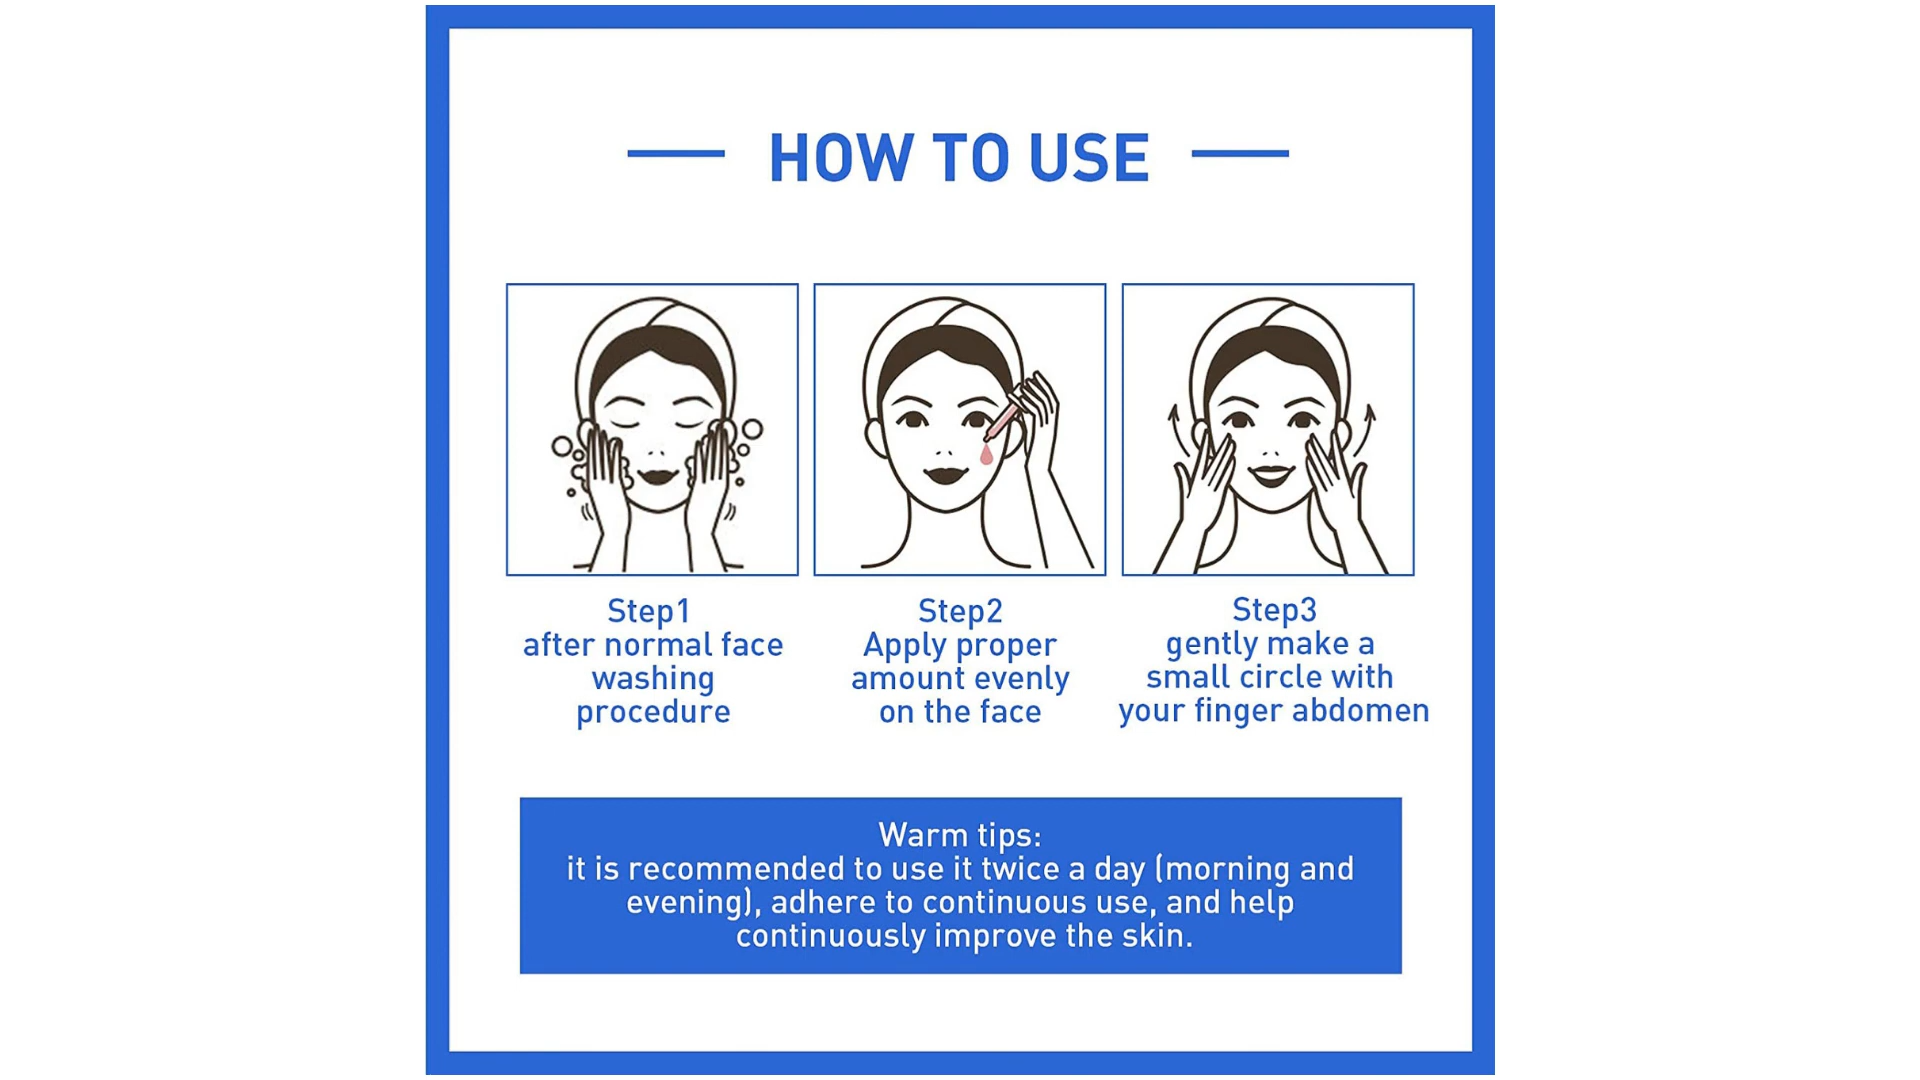 HOW TO USE
Step1
after normal face
washing
procedure
Step2
Apply proper
amount evenly
on the face
Step3
gently make a
small circle with
your finger abdomen
Warm tips:
it is recommended to use it twice a day (morning and
evening), adhere to continuous use, and help
continuously improve the skin.